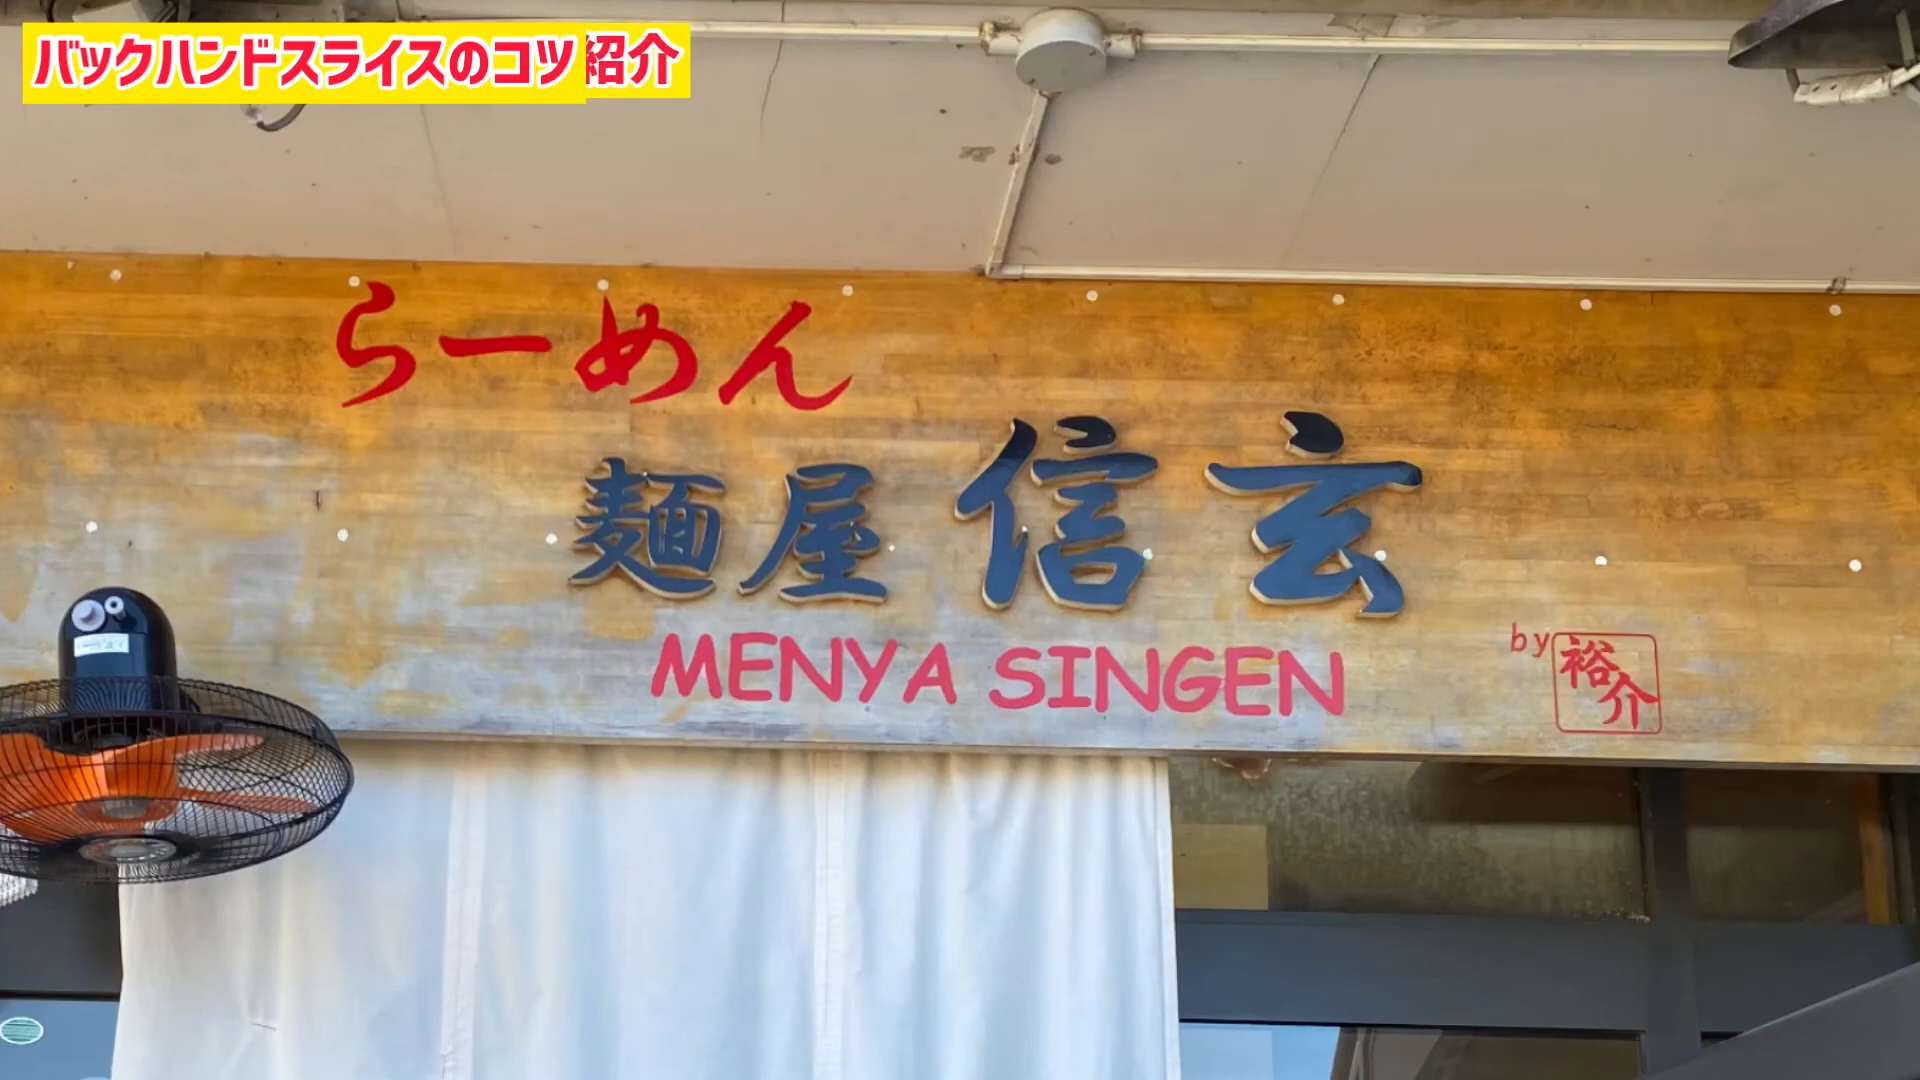 バックハンドスライスのコツ
紹介
らーめん
麺屋 信玄
MENYA SINGEN
by 裕介